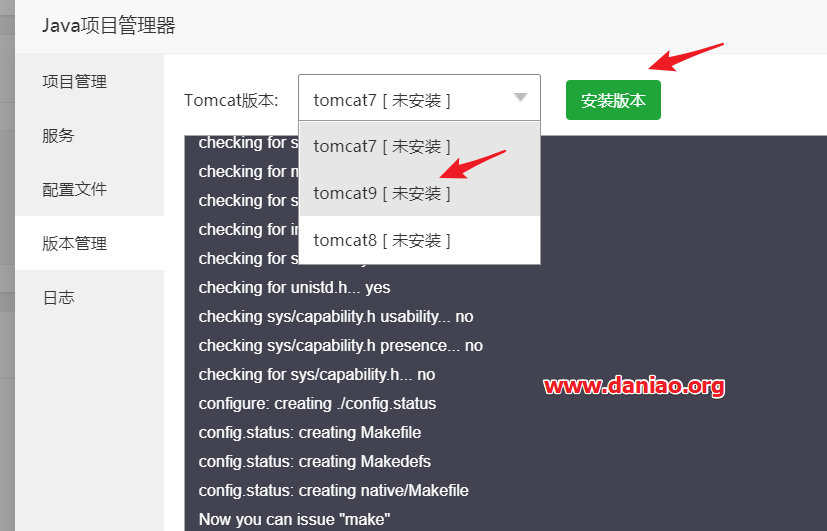 Java项目管理器
项目管理
服务
配置文件
版本管理
日志
Tomcat版本:
tomcat7 [ 未安装 ]
安装版本
tomcat7 [ 未安装 ]
tomcat9 [ 未安装 ]
tomcat8 [ 未安装 ]
checking for
checking for
checking for
checking for
checking for
checking for unistd.h... yes
checking sys/capability.h usability... no
checking sys/capability.h presence... no
checking for sys/capability.h... no
configure: creating ./config.status
config.status: creating Makefile
config.status: creating Makedefs
config.status: creating native/Makefile
Now you can issue "make"
www.daniao.org